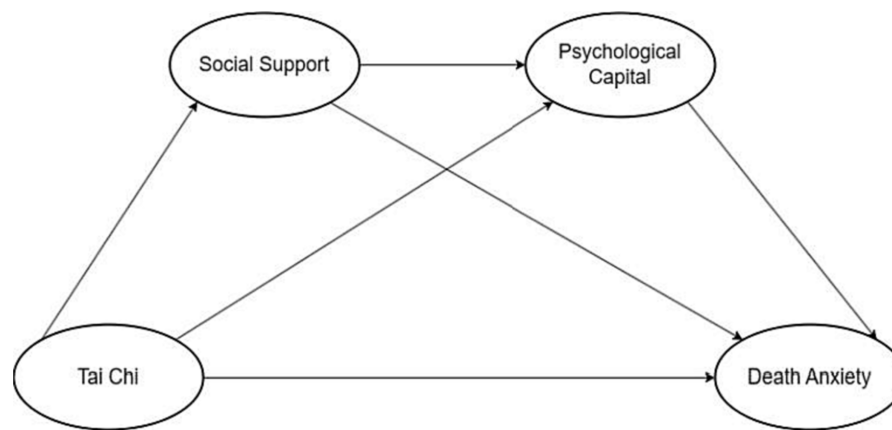 Social Support
Psychological
Capital
Tai Chi
Death Anxiety